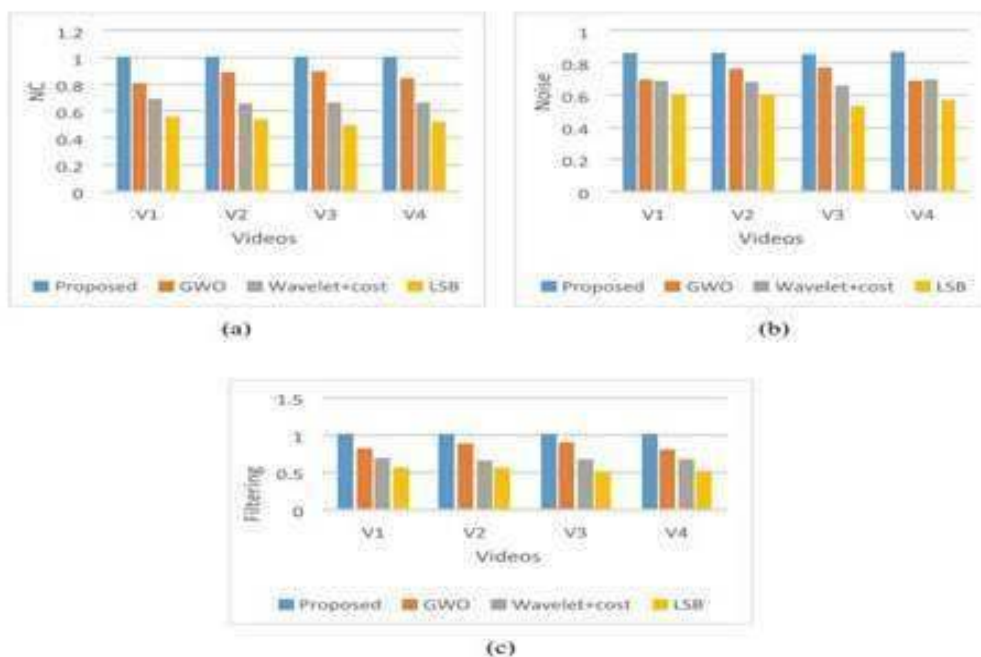 1.2
1
0.8
0.6
0.4
0.2
0
NC
V1 V2 V3 V4
Videos
Proposed GWO Wavelet+cost LSB
(a)
1
0.8
0.6
0.4
0.2
0
Noise
V1 V2 V3 V4
Videos
Proposed GWO Wavelet+cost LSB
(b)
1.5
1
0.5
0
Filtering
V1 V2 V3 V4
Videos
Proposed GWO Wavelet+cost LSB
(c)